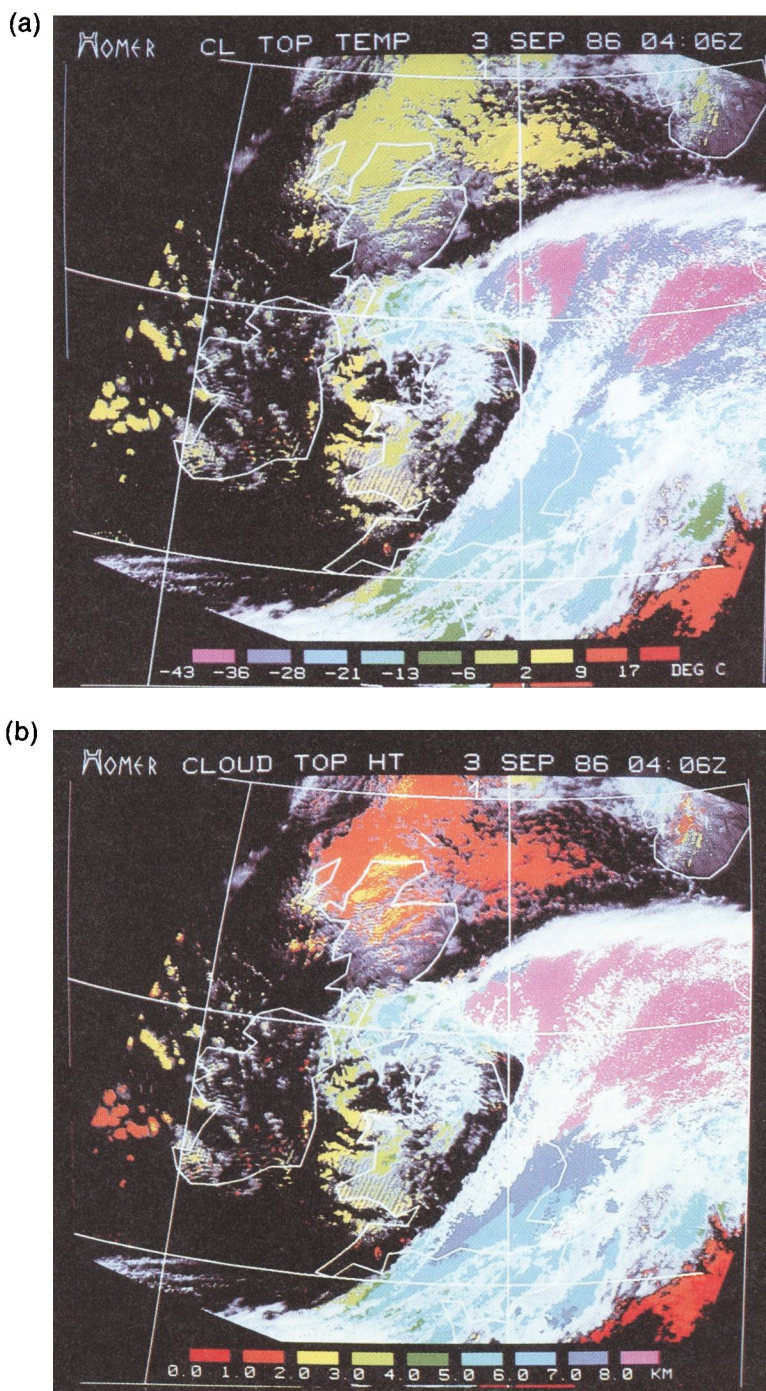 (a)
HOMER CL TOP TEMP 3 SEP 86 04:06Z
-43 -36 -28 -21 -13 -6 2 9 17 DEG C
(b)
HOMER CLOUD TOP HT 3 SEP 86 04:06Z
0.0 1.0 2.0 3.0 4.0 5.0 6.0 7.0 8.0 KM